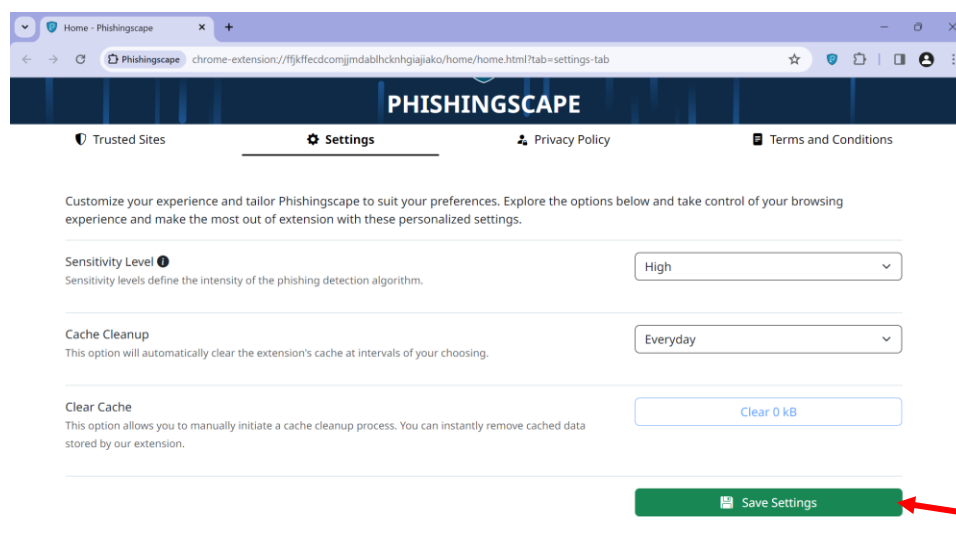 Home - Phishingscape
Phishingscape chrome-extension://ffjkffecdcomjjmdablhcknhgiajiako/home/home.html?tab=settings-tab
PHISHINGSCAPE
Trusted Sites Settings Privacy Policy Terms and Conditions
Customize your experience and tailor Phishingscape to suit your preferences. Explore the options below and take control of your browsing
experience and make the most out of extension with these personalized settings.
Sensitivity Level
Sensitivity levels define the intensity of the phishing detection algorithm.
High
Cache Cleanup
This option will automatically clear the extension's cache at intervals of your choosing.
Everyday
Clear Cache
This option allows you to manually initiate a cache cleanup process. You can instantly remove cached data
stored by our extension.
Clear 0 kB
Save Settings